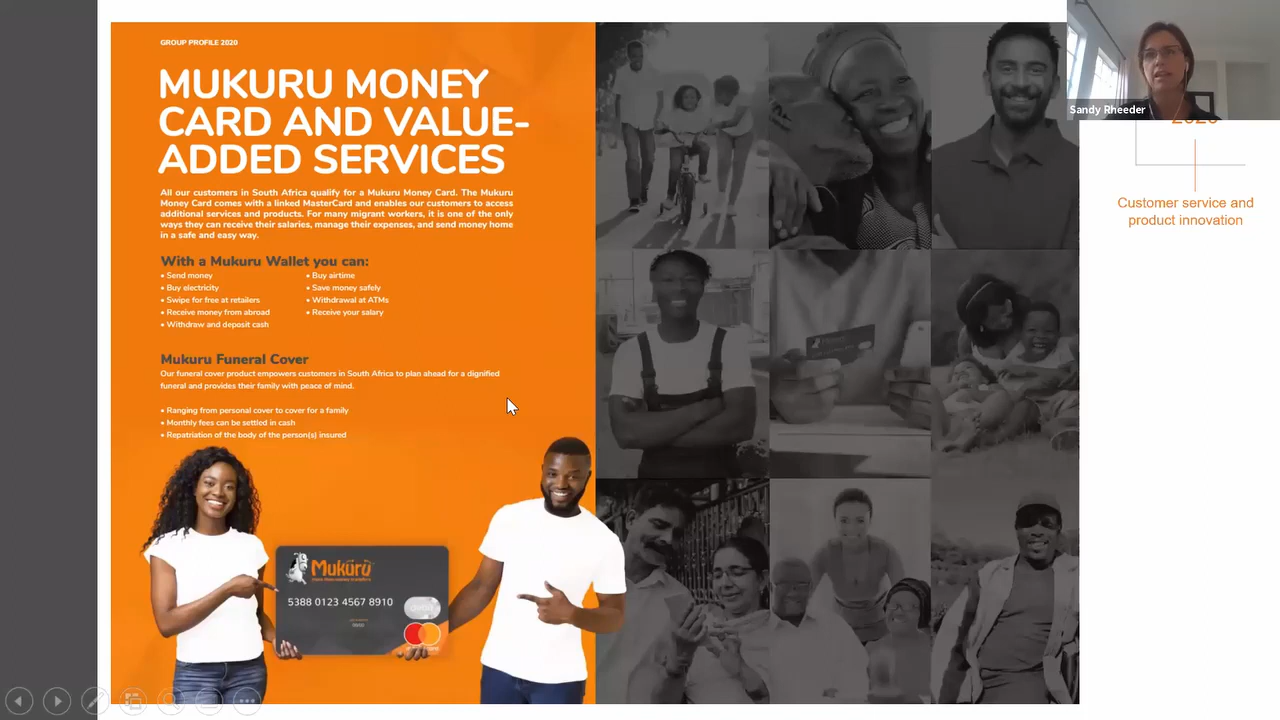 GROUP PROFILE 2020
MUKURU MONEY
CARD AND VALUE-
ADDED SERVICES
All our customers in South Africa qualify for a Mukuru Money Card. The Mukuru
Money Card comes with a linked MasterCard and enables our customers to access
additional services and products. For many migrant workers, it is one of the only
ways they can receive their salaries, manage their expenses, and send money home
in a safe and easy way.
With a Mukuru Wallet you can:
• Send money
• Buy electricity
• Swipe for free at retailers
• Receive money from abroad
• Withdraw and deposit cash
• Buy airtime
• Save money safely
• Withdrawal at ATMs
• Receive your salary
Mukuru Funeral Cover
Our funeral cover product empowers customers in South Africa to plan ahead for a dignified
funeral and provides their family with peace of mind.
• Ranging from personal cover to cover for a family
• Monthly fees can be settled in cash
• Repatriation of the body of the person(s) insured
Mukuru
5388 0123 4567 8910
debit
Sandy Rheeder
2020
Customer service and
product innovation